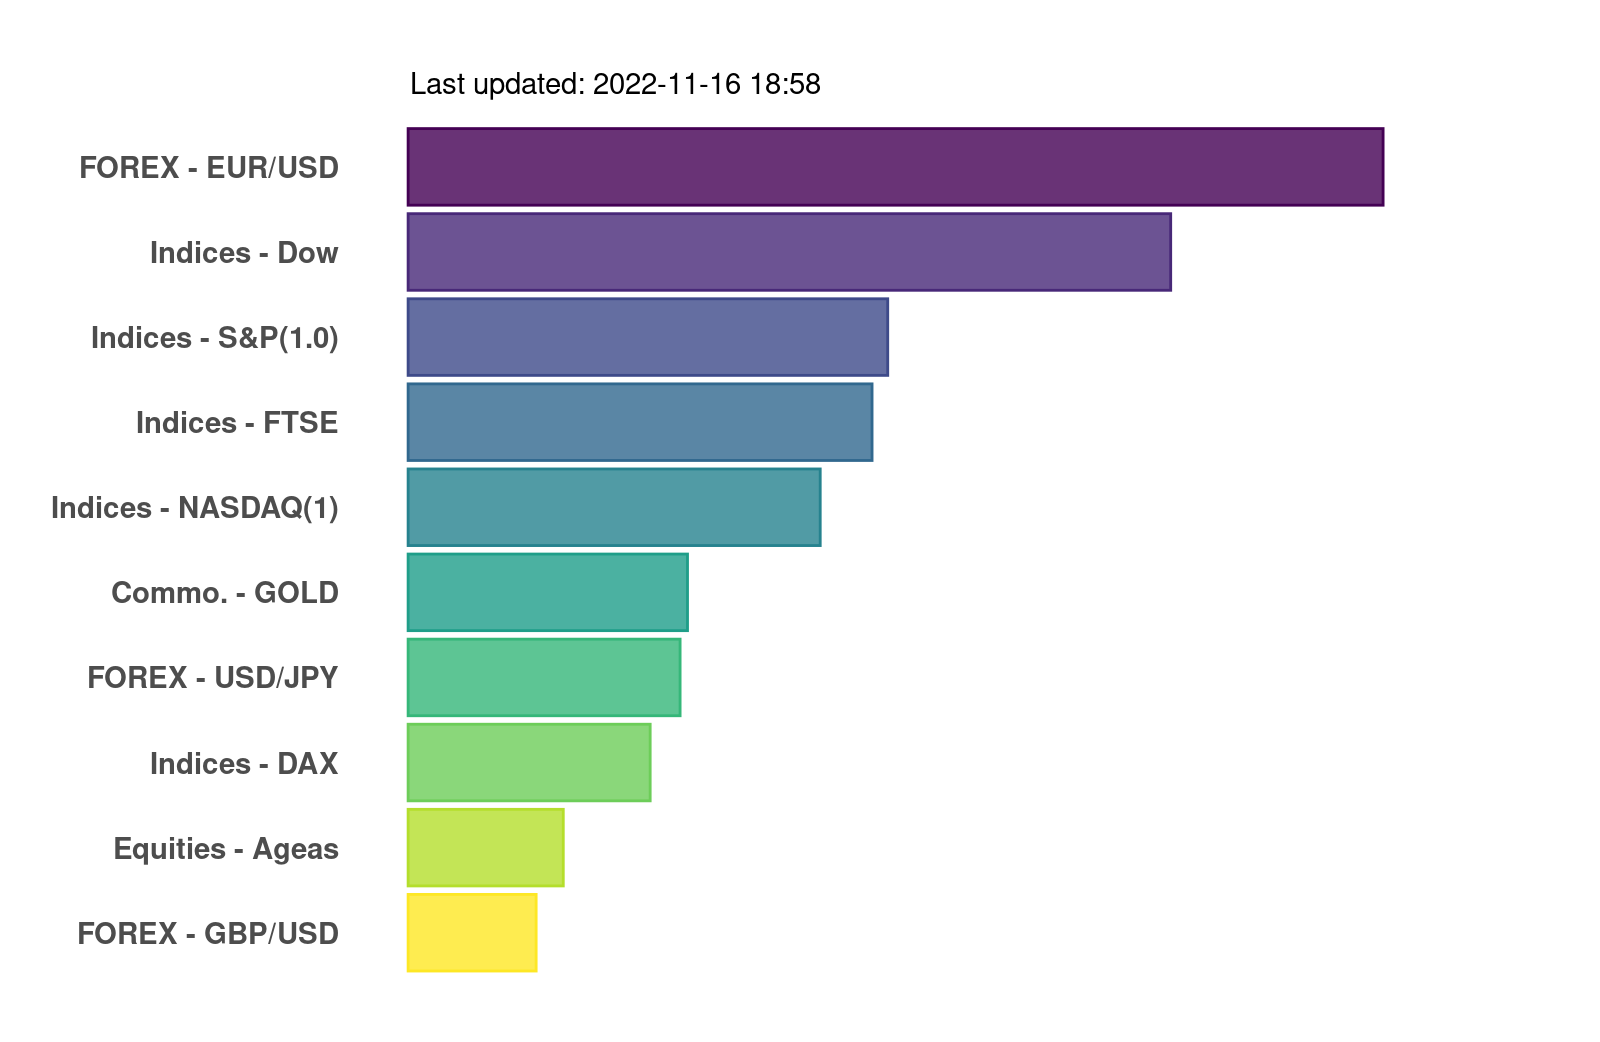 Last updated: 2022-11-16 18:58
FOREX - EUR/USD
Indices - Dow
Indices - S&P(1.0)
Indices - FTSE
Indices - NASDAQ(1)
Commo. - GOLD
FOREX - USD/JPY
Indices - DAX
Equities - Ageas
FOREX - GBP/USD